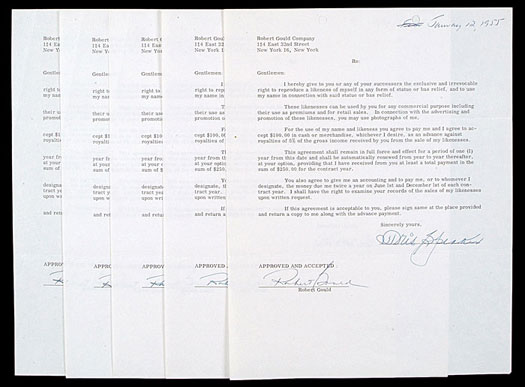 January 12, 1955
Robert Gould Company
114 East 22nd Street
New York 16, New York
Re:
Gentlemen:
I hereby give to you or any of your successors the exclusive and irrevocable
right to reproduce a likeness of myself in any form of statue or bas relief, and to use
my name in connection with said statue or bas relief.
These likenesses can be used by you for any commercial purpose including
their use as premiums and for retail sales. In connection with the advertising and
promotion of these likenesses, you may use photographs of me.
For the use of my name and likeness you agree to pay me and I agree to ac-
cept $100.00 in cash or merchandise, whichever I desire, as an advance against
royalties of 5% of the gross income received by you from the sale of my likenesses.
This agreement shall remain in full force and effect for a period of one (1)
year from this date and shall be automatically renewed from year to year thereafter,
at your option, providing that I have received from you at least a total payment in the
sum of $250.00 for the contract year.
You also agree to give me an accounting and to pay me, or to whomever I
designate, the money due me twice a year on June 1st and December 1st of each con-
tract year. I shall have the right to examine your records of the sales of my likenesses
upon written request.
If this agreement is acceptable to you, please sign name at the place provided
and return a copy to me along with the advance payment.
Sincerely yours,
APPROVED AND ACCEPTED
Robert Gould
Robert Gould